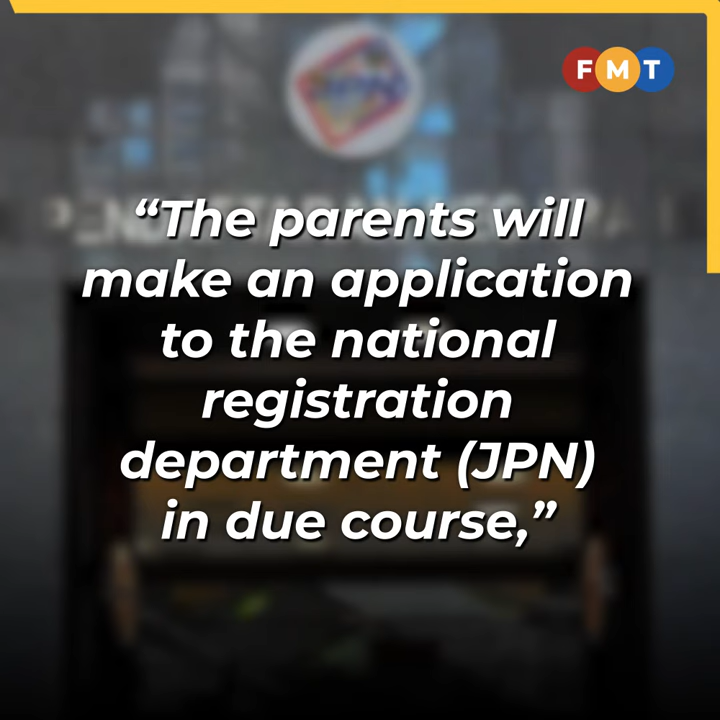 FMT
“The parents will
make an application
to the national
registration
department (JPN)
in due course,”